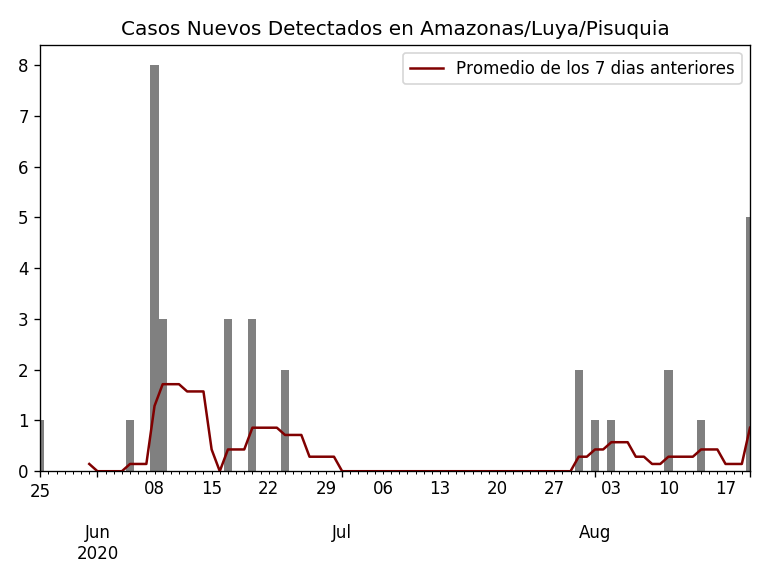 Casos Nuevos Detectados en Amazonas/Luya/Pisuquia
Promedio de los 7 dias anteriores
8
7
6
5
4
3
2
1
0
25 08 15 22 29 06 13 20 27 03 10 17
Jun Jul Aug
2020